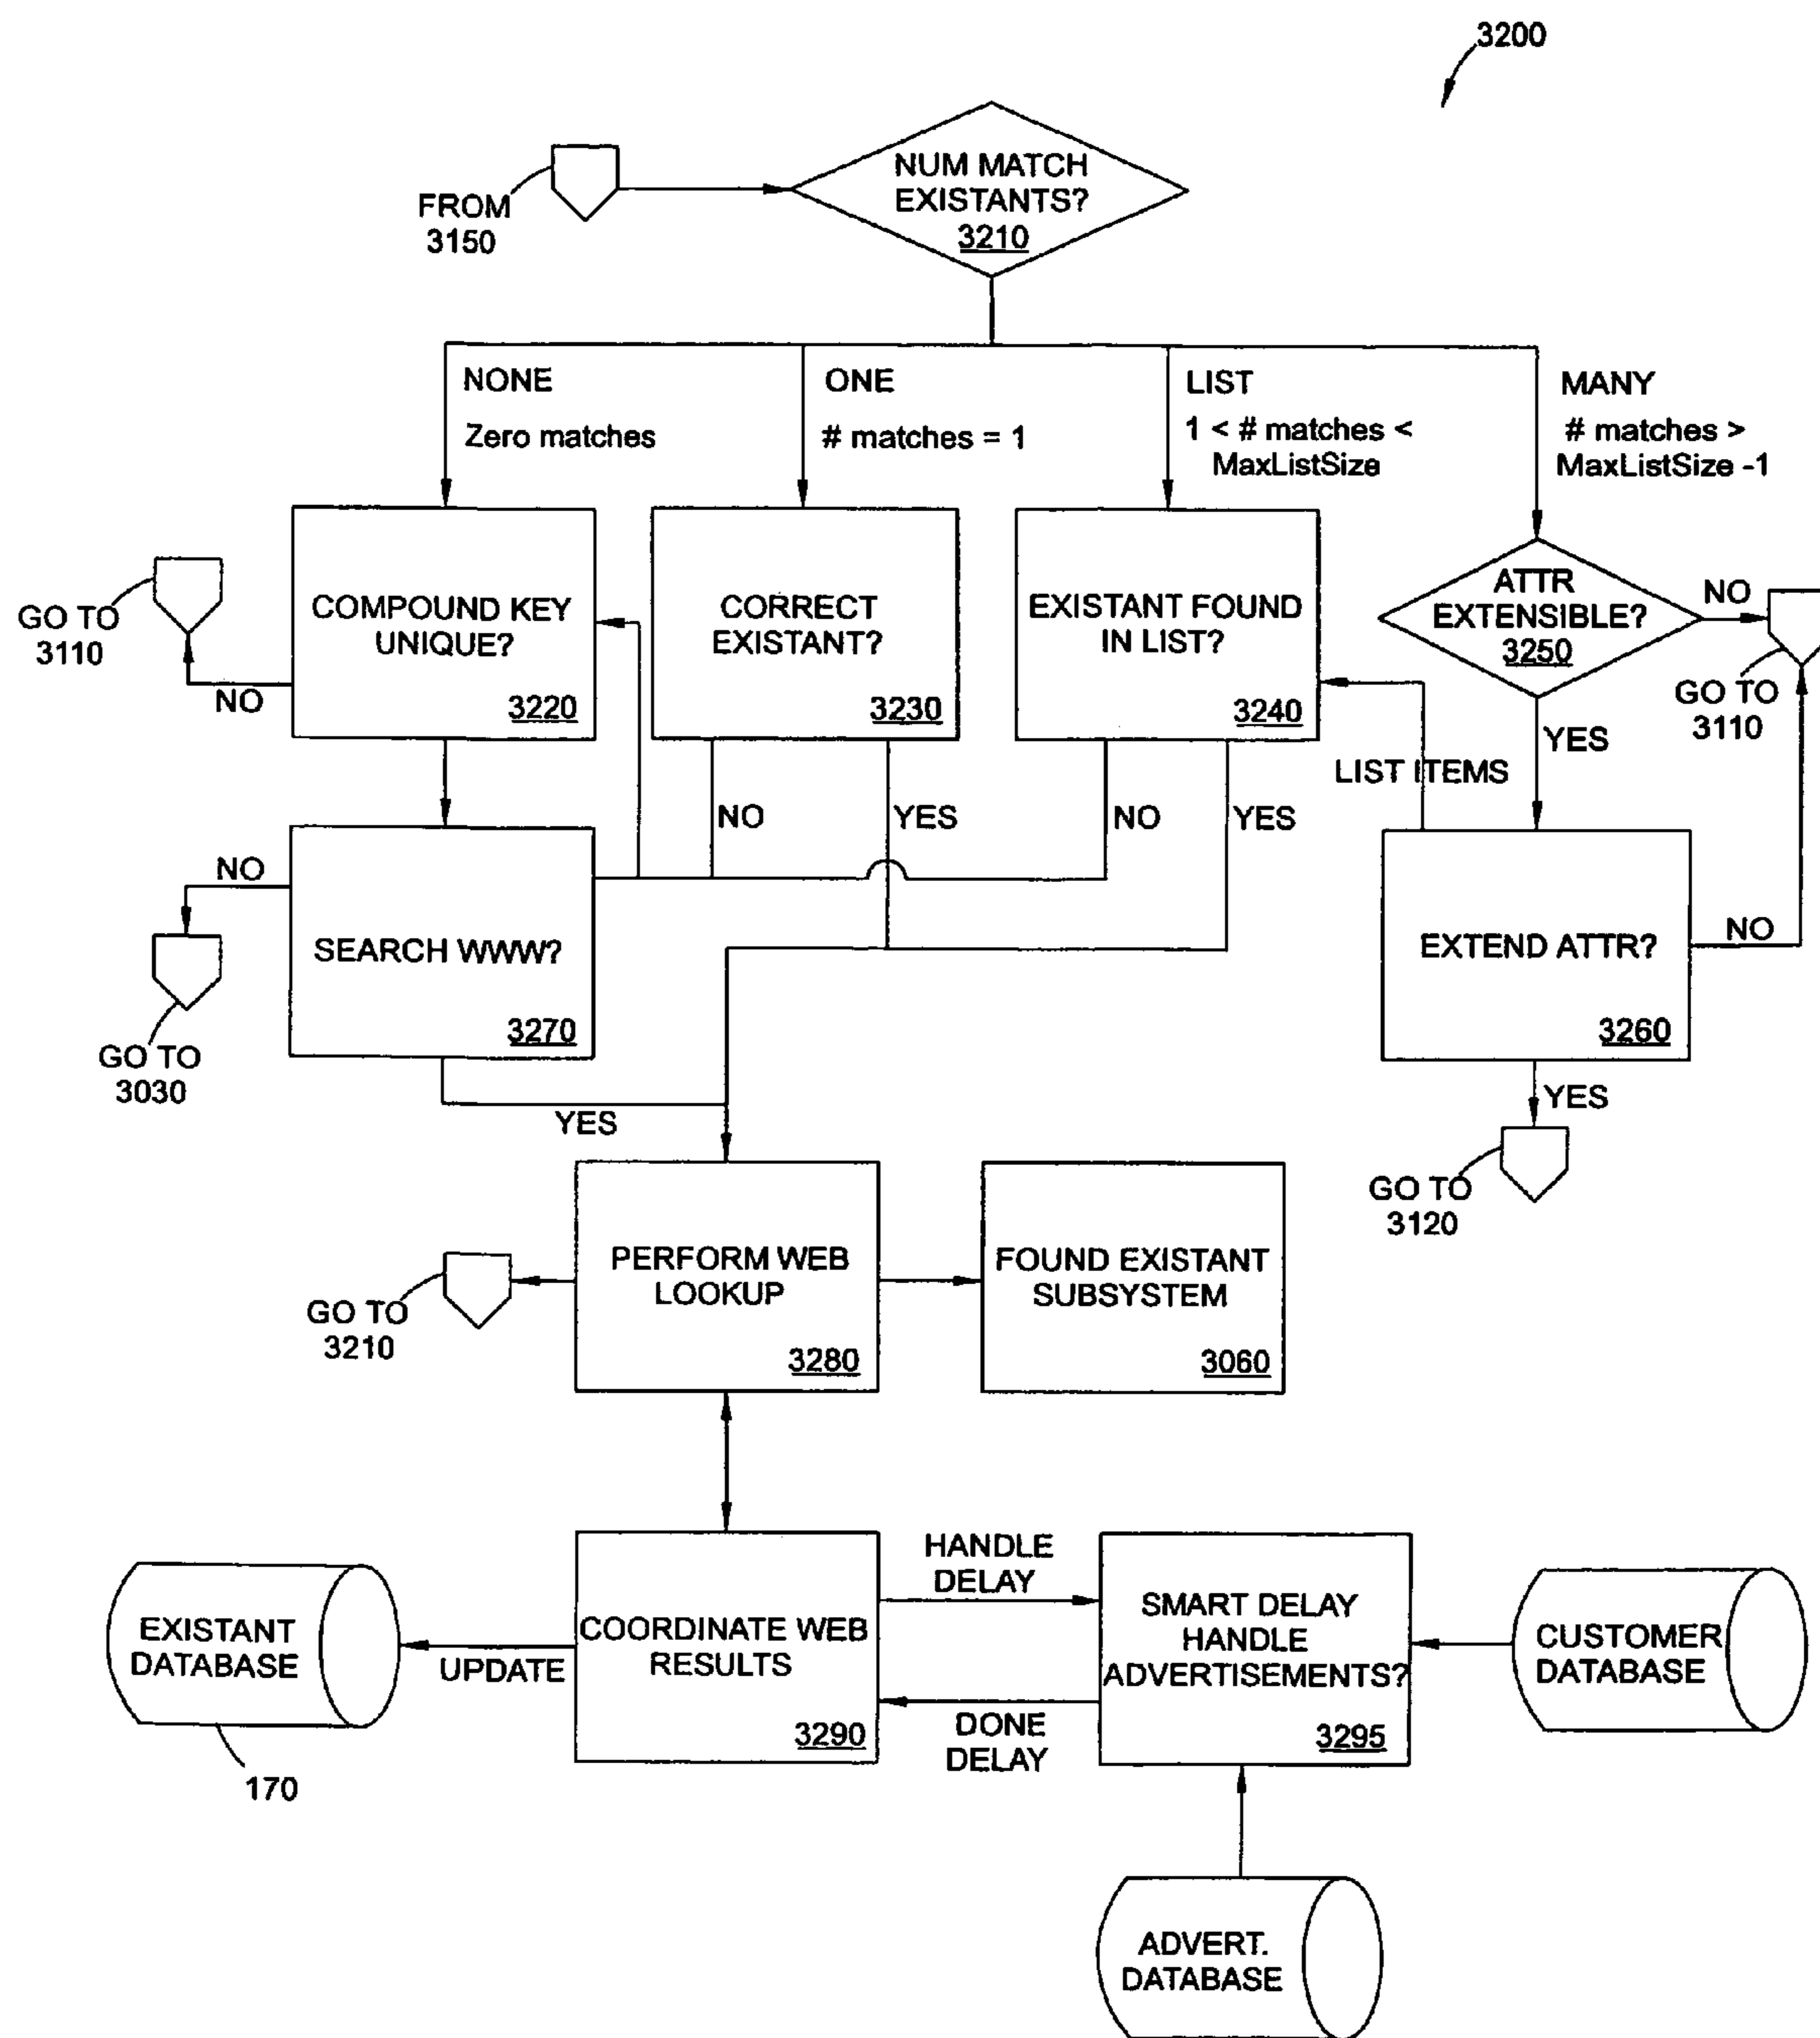 3200
FROM
3150
NUM MATCH
EXISTANTS?
3210
NONE
Zero matches
ONE
# matches = 1
LIST
1 < # matches <
MaxListSize
MANY
# matches >
MaxListSize -1
GO TO
3110
NO
COMPOUND KEY
UNIQUE?
3220
CORRECT
EXISTANT?
3230
EXISTANT FOUND
IN LIST?
3240
ATTR
EXTENSIBLE?
3250
NO
GO TO
3110
YES
LIST ITEMS
NO
YES
NO
YES
NO
GO TO
3030
SEARCH WWW?
3270
YES
EXTEND ATTR?
3260
NO
YES
GO TO
3120
GO TO
3210
PERFORM WEB
LOOKUP
3280
FOUND EXISTANT
SUBSYSTEM
3060
EXISTANT
DATABASE
170
UPDATE
COORDINATE WEB
RESULTS
3290
HANDLE
DELAY
DONE
DELAY
SMART DELAY
HANDLE
ADVERTISEMENTS?
3295
CUSTOMER
DATABASE
ADVERT.
DATABASE